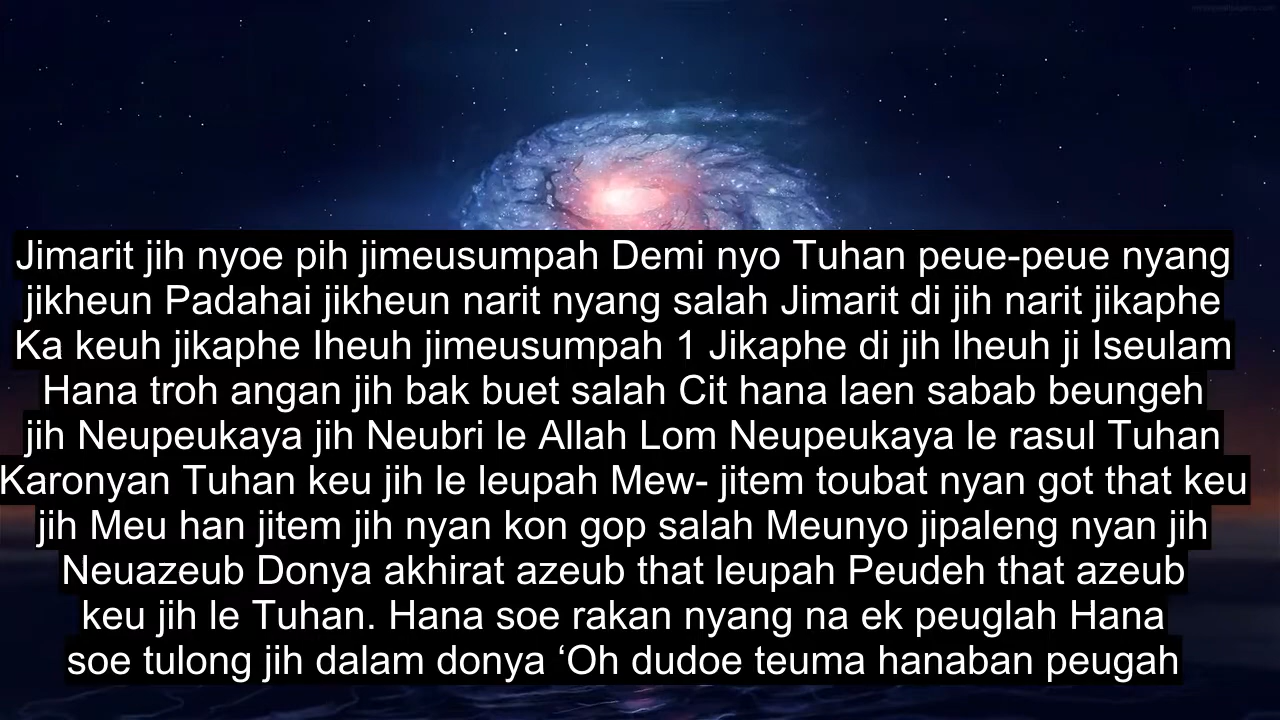 Jimarit jih nyoe pih jimeusumpah Demi nyo Tuhan peue-peue nyang
jikheun Padahai jikheun narit nyang salah Jimarit di jih narit jikaphe
Ka keuh jikaphe lheuh jimeusumpah 1 Jikaphe di jih lheuh ji Iseulam
Hana troh angan jih bak buet salah Cit hana laen sabab beungeh
jih Neupeukaya jih Neubri le Allah Lom Neupeukaya le rasul Tuhan
Karonyan Tuhan keu jih le leupah Mew- jitem toubat nyan got that keu
jih Meu han jitem jih nyan kon gop salah Meunyo jipaleng nyan jih
Neuazeub Donya akhirat azeub that leupah Peudeh that azeub
keu jih le Tuhan. Hana soe rakan nyang na ek peuglah Hana
soe tulong jih dalam donya ‘Oh dudoe teuma hanaban peugah